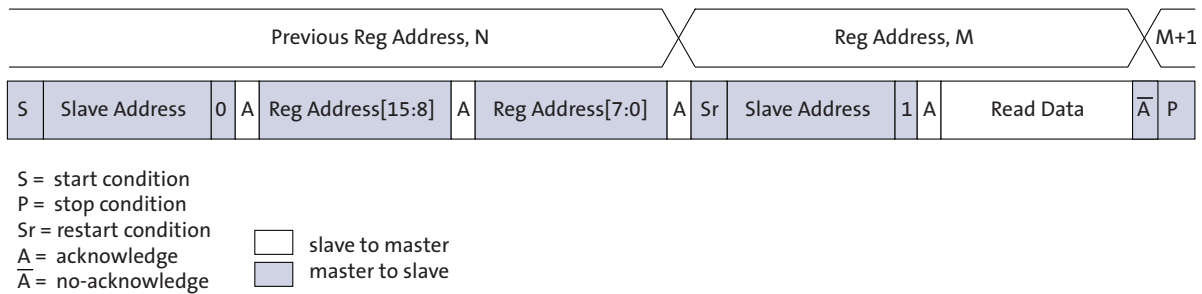 Previous Reg Address, N Reg Address, M M+1
S Slave Address 0 A Reg Address[15:8] A Reg Address[7:0] A Sr Slave Address 1 A Read Data A̅ P
S = start condition
P = stop condition
Sr = restart condition
A = acknowledge
A̅ = no-acknowledge
slave to master
master to slave